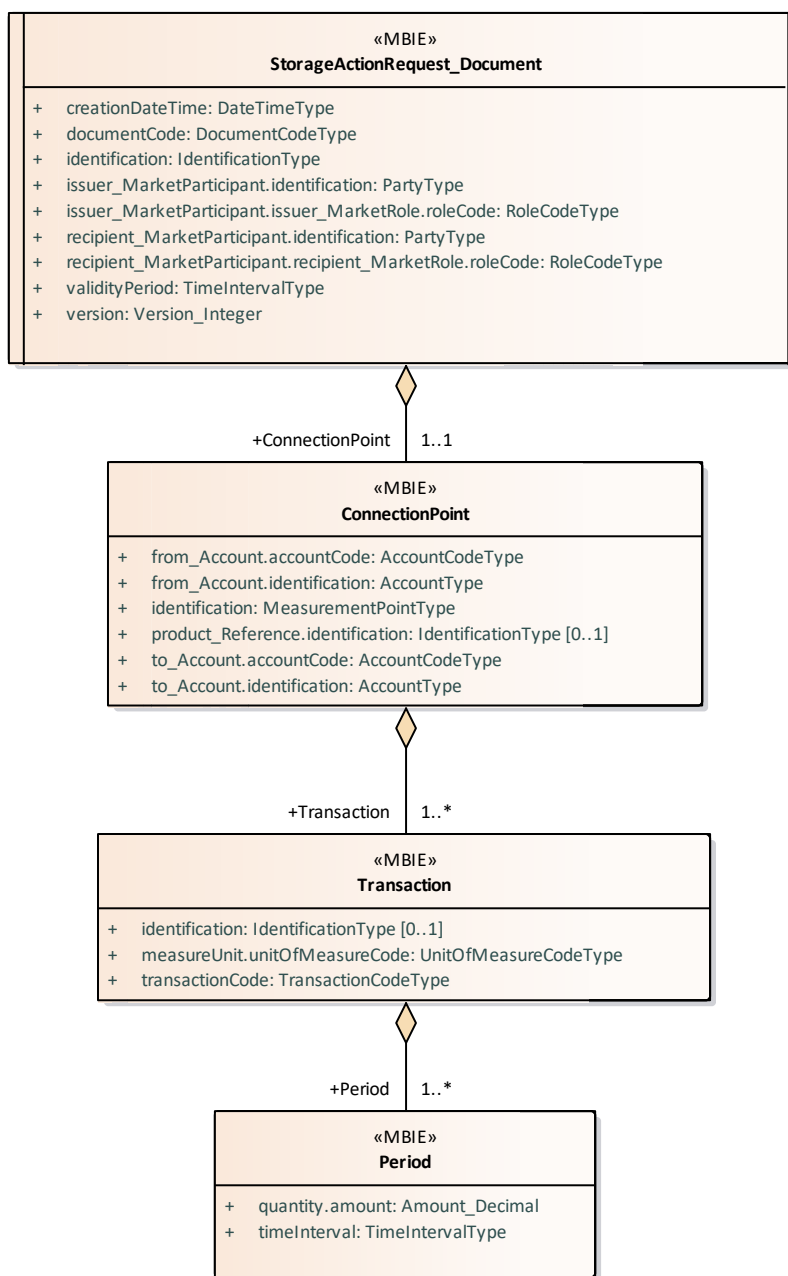 «MBIE»
StorageActionRequest_Document
+ creationDateTime: DateTimeType
+ documentCode: DocumentCodeType
+ identification: IdentificationType
+ issuer_MarketParticipant.identification: PartyType
+ issuer_MarketParticipant.issuer_MarketRole.roleCode: RoleCodeType
+ recipient_MarketParticipant.identification: PartyType
+ recipient_MarketParticipant.recipient_MarketRole.roleCode: RoleCodeType
+ validityPeriod: TimeIntervalType
+ version: Version_Integer
+ConnectionPoint 1..1
«MBIE»
ConnectionPoint
+ from_Account.accountCode: AccountCodeType
+ from_Account.identification: AccountType
+ identification: MeasurementPointType
+ product_Reference.identification: IdentificationType [0..1]
+ to_Account.accountCode: AccountCodeType
+ to_Account.identification: AccountType
+Transaction 1..*
«MBIE»
Transaction
+ identification: IdentificationType [0..1]
+ measureUnit.unitOfMeasureCode: UnitOfMeasureCodeType
+ transactionCode: TransactionCodeType
+Period 1..*
«MBIE»
Period
+ quantity.amount: Amount_Decimal
+ timeInterval: TimeIntervalType